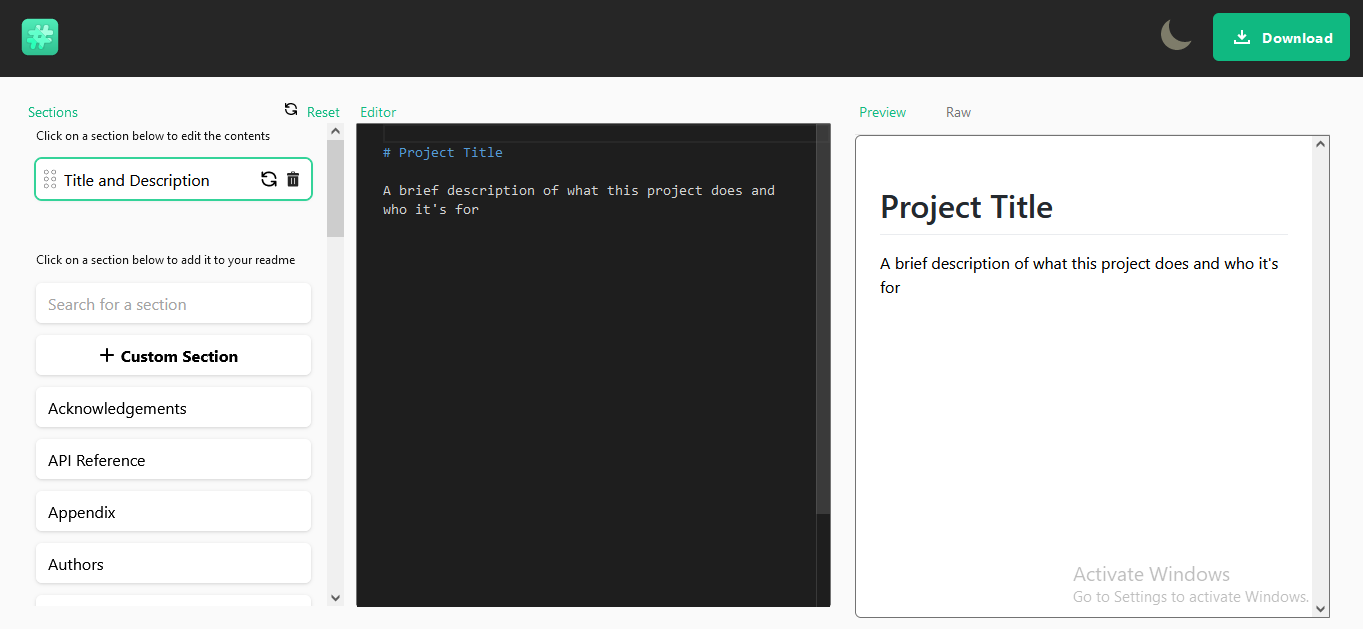 Download
Sections
Reset
Click on a section below to edit the contents
Title and Description
Click on a section below to add it to your readme
Search for a section
+ Custom Section
Acknowledgements
API Reference
Appendix
Authors
Editor
# Project Title
A brief description of what this project does and
who it's for
Preview
Raw
Project Title
A brief description of what this project does and who it's
for
Activate Windows
Go to Settings to activate Windows.